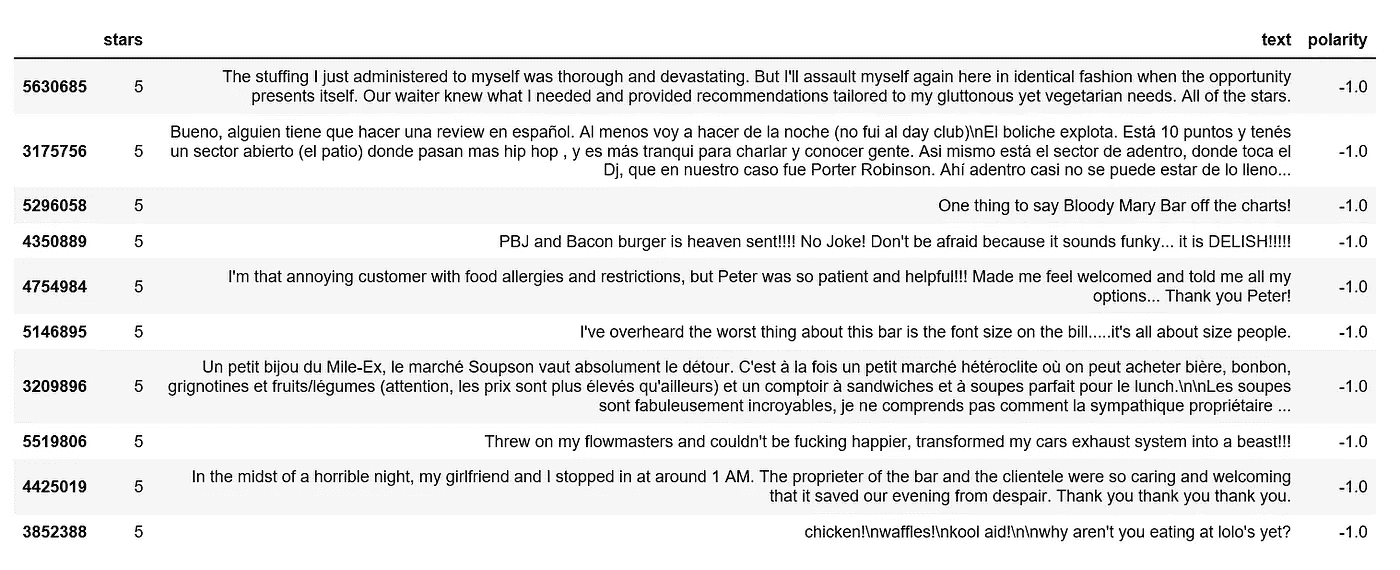 stars text polarity
5630685 5 The stuffing I just administered to myself was thorough and devastating. But I'll assault myself again here in identical fashion when the opportunity
presents itself. Our waiter knew what I needed and provided recommendations tailored to my gluttonous yet vegetarian needs. All of the stars. -1.0
3175756 5 Bueno, alguien tiene que hacer una review en español. Al menos voy a hacer de la noche (no fui al day club)\nEl boliche explota. Está 10 puntos y tenés
un sector abierto (el patio) donde pasan mas hip hop , y es más tranqui para charlar y conocer gente. Asi mismo está el sector de adentro, donde toca el
Dj, que en nuestro caso fue Porter Robinson. Ahí adentro casi no se puede estar de lo lleno... -1.0
5296058 5 One thing to say Bloody Mary Bar off the charts! -1.0
4350889 5 PBJ and Bacon burger is heaven sent!!!! No Joke! Don't be afraid because it sounds funky... it is DELISH!!!!! -1.0
4754984 5 I'm that annoying customer with food allergies and restrictions, but Peter was so patient and helpful!!! Made me feel welcomed and told me all my
options... Thank you Peter! -1.0
5146895 5 I've overheard the worst thing about this bar is the font size on the bill.....it's all about size people. -1.0
3209896 5 Un petit bijou du Mile-Ex, le marché Soupson vaut absolument le détour. C'est à la fois un petit marché hétéroclite où on peut acheter bière, bonbon,
grignotines et fruits/légumes (attention, les prix sont plus élevés qu'ailleurs) et un comptoir à sandwiches et à soupes parfait pour le lunch.\n\nLes soupes
sont fabuleusement incroyables, je ne comprends pas comment la sympathique propriétaire ... -1.0
5519806 5 Threw on my flowmasters and couldn't be fucking happier, transformed my cars exhaust system into a beast!!! -1.0
4425019 5 In the midst of a horrible night, my girlfriend and I stopped in at around 1 AM. The proprieter of the bar and the clientele were so caring and welcoming
that it saved our evening from despair. Thank you thank you thank you. -1.0
3852388 5 chicken!\nwaffles!\nkool aid!\n\nwhy aren't you eating at lolo's yet? -1.0